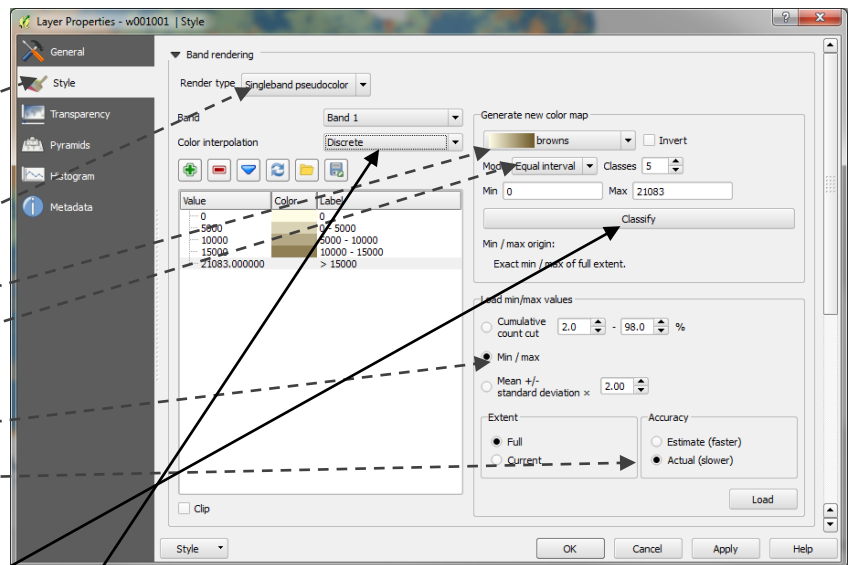 Layer Properties - w001001 | Style
General
Style
Transparency
Pyramids
Histogram
Metadata
Band rendering
Render type Singleband pseudocolor
Band Band 1
Color interpolation Discrete
Value Color Label
0 0
5000 0 - 5000
10000 5000 - 10000
15000 10000 - 15000
21083.000000 > 15000
Clip
Generate new color map
browns Invert
Mode Equal interval Classes 5
Min 0 Max 21083
Classify
Min / max origin:
Exact min / max of full extent.
Load min/max values
Cumulative
count cut 2.0 - 98.0 %
Min / max
Mean +/-
standard deviation × 2.00
Extent
Full
Current
Accuracy
Estimate (faster)
Actual (slower)
Load
Style OK Cancel Apply Help